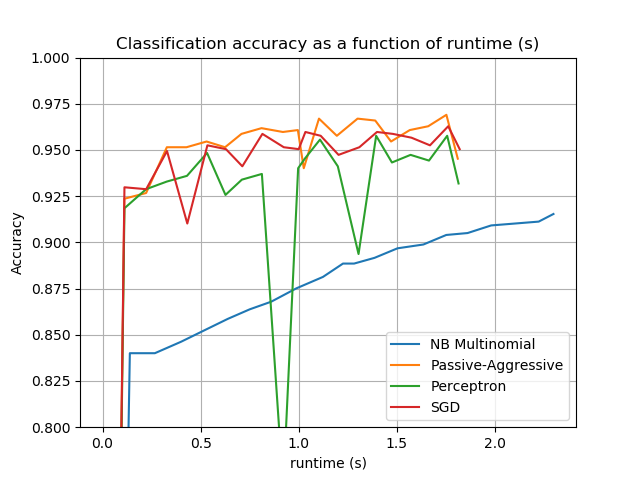 Classification accuracy as a function of runtime (s)
1.000
0.975
0.950
0.925
0.900
0.875
0.850
0.825
0.800
Accuracy
0.0 0.5 1.0 1.5 2.0
runtime (s)
NB Multinomial
Passive-Aggressive
Perceptron
SGD